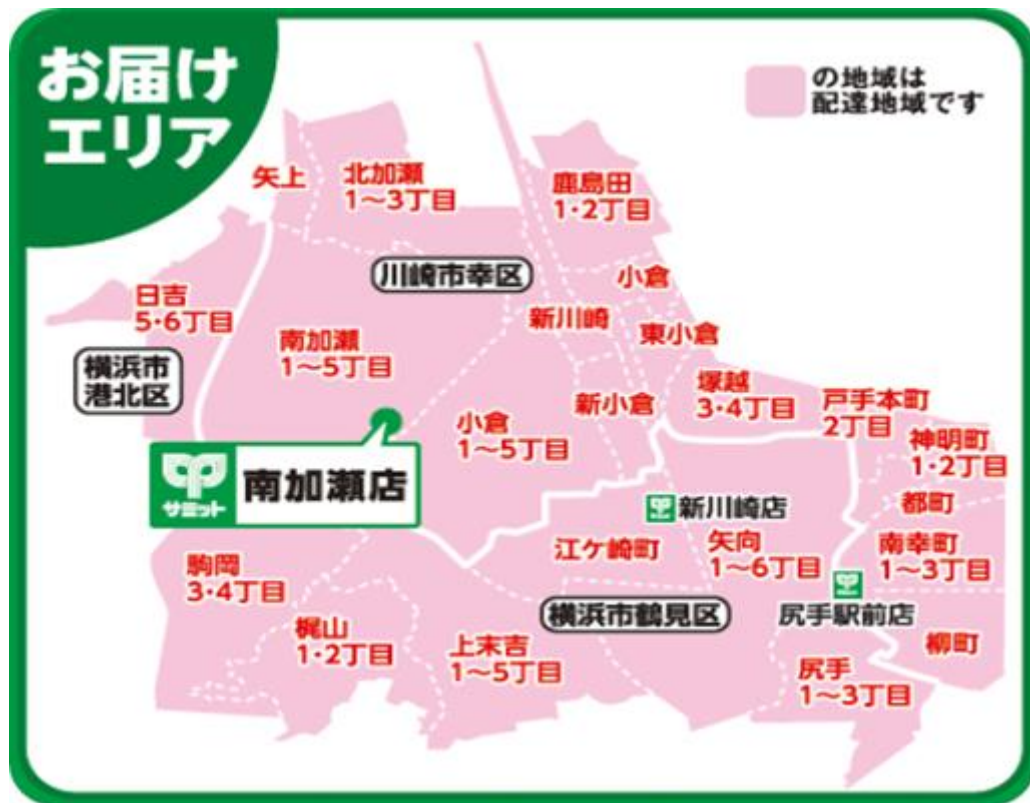 お届け
エリア
の地域は
配達地域です
矢上
北加瀬
1〜3丁目
鹿島田
1・2丁目
川崎市幸区
小倉
日吉
5・6丁目
新川崎
東小倉
南加瀬
1〜5丁目
横浜市
港北区
塚越
3・4丁目
新小倉
戸手本町
2丁目
小倉
1〜5丁目
神明町
1・2丁目
サミット
南加瀬店
都町
新川崎店
江ケ崎町
矢向
1〜6丁目
南幸町
1〜3丁目
駒岡
3・4丁目
横浜市鶴見区
尻手駅前店
梶山
1・2丁目
上末吉
1〜5丁目
柳町
尻手
1〜3丁目